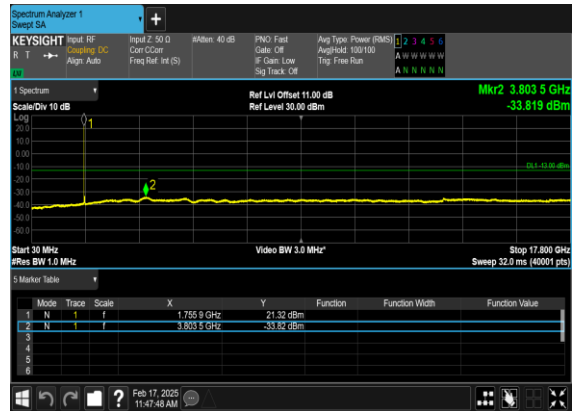 Spectrum Analyzer 1
Swept SA
+
KEYSIGHT Input: RF Input Z: 50 Ω #Atten: 40 dB PNO: Fast Avg Type: Power (RMS) 1 2 3 4 5 6
R T Coupling: DC Corr CCorr Gate: Off Avg|Hold: 100/100 A W W W W W
Align: Auto Freq Ref: Int (S) IF Gain: Low Trig: Free Run
LW Sig Track: Off A N N N N N
1 Spectrum Ref Lvl Offset 11.00 dB Mkr2 3.803 5 GHz
Scale/Div 10 dB Ref Level 30.00 dBm -33.819 dBm
Log
20.0
10.0
0.00
-10.0
-20.0
-30.0
-40.0
-50.0
-60.0
1
DL1 -13.00 dBm
2
Start 30 MHz Video BW 3.0 MHz* Stop 17.800 GHz
#Res BW 1.0 MHz Sweep 32.0 ms (40001 pts)
5 Marker Table
Mode Trace Scale X Y Function Function Width Function Value
1 N 1 f 1.755 9 GHz 21.32 dBm
2 N 1 f 3.803 5 GHz -33.82 dBm
3
4
5
6
? Feb 17, 2025
11:47:48 AM